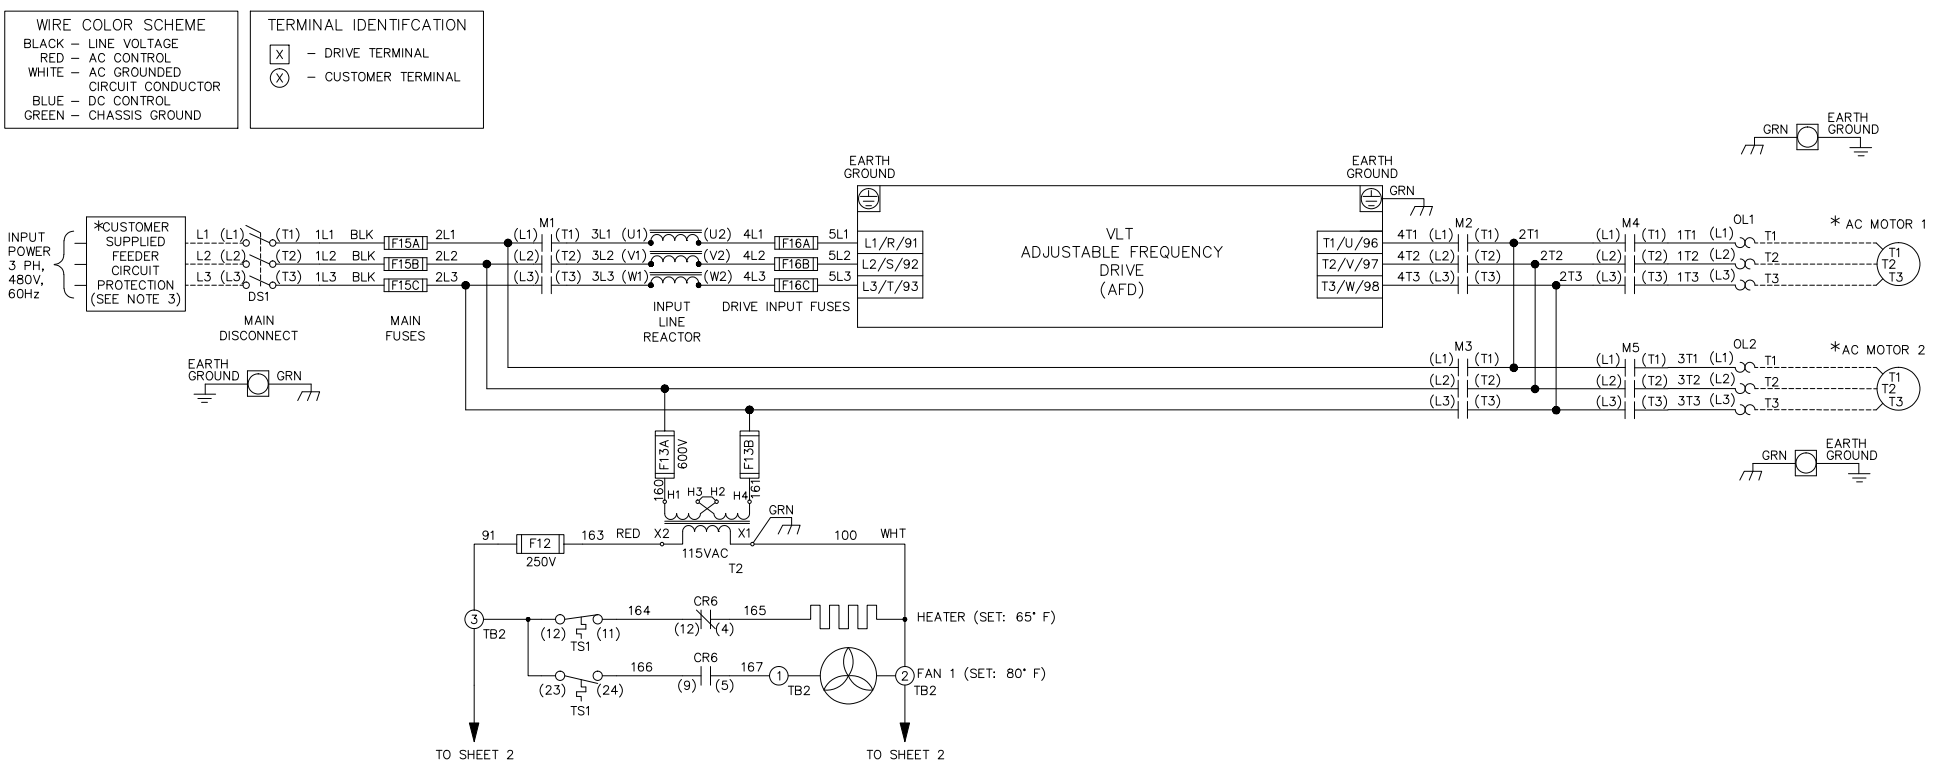 WIRE COLOR SCHEME
BLACK – LINE VOLTAGE
RED – AC CONTROL
WHITE – AC GROUNDED
CIRCUIT CONDUCTOR
BLUE – DC CONTROL
GREEN – CHASSIS GROUND
TERMINAL IDENTIFCATION
X – DRIVE TERMINAL
X – CUSTOMER TERMINAL
GRN
EARTH
GROUND
EARTH
GROUND
EARTH
GROUND
GRN
INPUT
POWER
3 PH,
480V,
60Hz
*CUSTOMER
SUPPLIED
FEEDER
CIRCUIT
PROTECTION
(SEE NOTE 3)
M1
VLT
ADJUSTABLE FREQUENCY
DRIVE
(AFD)
M2
M4
OL1
* AC MOTOR 1
L1 (L1) (T1) 1L1 BLK F15A 2L1 (L1) (T1) 3L1 (U1) (U2) 4L1 F16A 5L1 L1/R/91 T1/U/96 4T1 (L1) (T1) 2T1 (L1) (T1) 1T1 (L1) T1 T1
L2 (L2) 1L2 BLK F15B 2L2 (L2) (T2) 3L2 (V1) (V2) 4L2 F16B 5L2 L2/S/92 T2/V/97 4T2 (L2) (T2) 2T2 (L2) (T2) 1T2 (L2) T2 T2
L3 (L3) (T3) 1L3 BLK F15C 2L3 (L3) (T3) 3L3 (W1) (W2) 4L3 F16C 5L3 L3/T/93 T3/W/98 4T3 (L3) (T3) 2T3 (L3) (T3) 1T3 (L3) T3 T3
DS1
MAIN
DISCONNECT
MAIN
FUSES
INPUT
LINE
REACTOR
DRIVE INPUT FUSES
EARTH
GROUND
GRN
M3
M5
OL2
*AC MOTOR 2
(L1) (T1) (L1) (T1) 3T1 (L1) T1 T1
(L2) (T2) (L2) (T2) 3T2 (L2) T2 T2
(L3) (T3) (L3) (T3) 3T3 (L3) T3 T3
GRN
EARTH
GROUND
F13A
600V
F13B
160
161
H1 H3 H2 H4
GRN
91 F12 163 RED X2 X1 100 WHT
250V
115VAC
T2
3
TB2
(12) (11) 164 CR6 (12) (4) 165 HEATER (SET: 65° F)
TS1
(23) (24) 166 CR6 (9) (5) 167 1 TB2 2 TB2 FAN 1 (SET: 80° F)
TS1
TO SHEET 2
TO SHEET 2